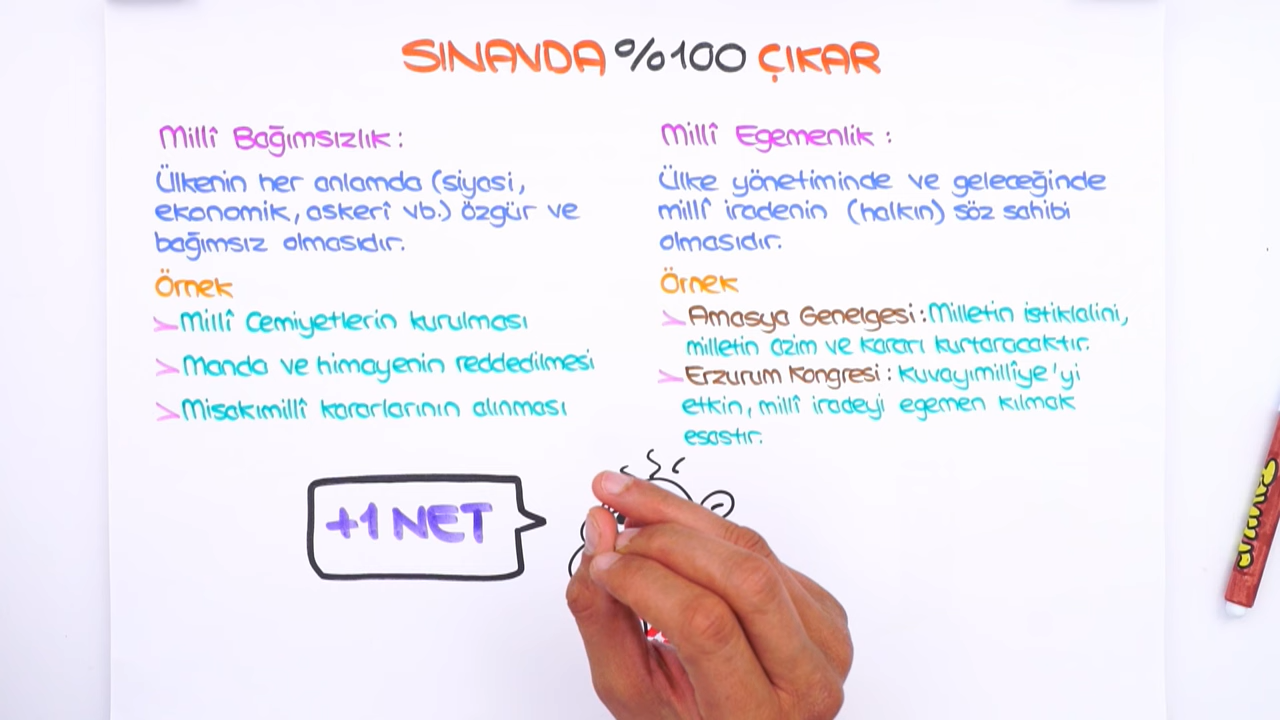 SINAVDA %100 ÇIKAR
Millî Bağımsızlık :
Ülkenin her anlamda (siyasi,
ekonomik, askerî vb.) özgür ve
bağımsız olmasıdır.
Örnek
➢Millî Cemiyetlerin kurulması
➢Manda ve himayenin reddedilmesi
➢Misakımillî kararlarının alınması
Millî Egemenlik :
Ülke yönetiminde ve geleceğinde
millî iradenin (halkın) söz sahibi
olmasıdır.
Örnek
➢Amasya Genelgesi : Milletin istiklalini,
milletin azim ve kararı kurtaracaktır.
➢Erzurum Kongresi : Kuvayımillîye'yi
etkin, millî iradeyi egemen kılmak
esastır.
+1 NET